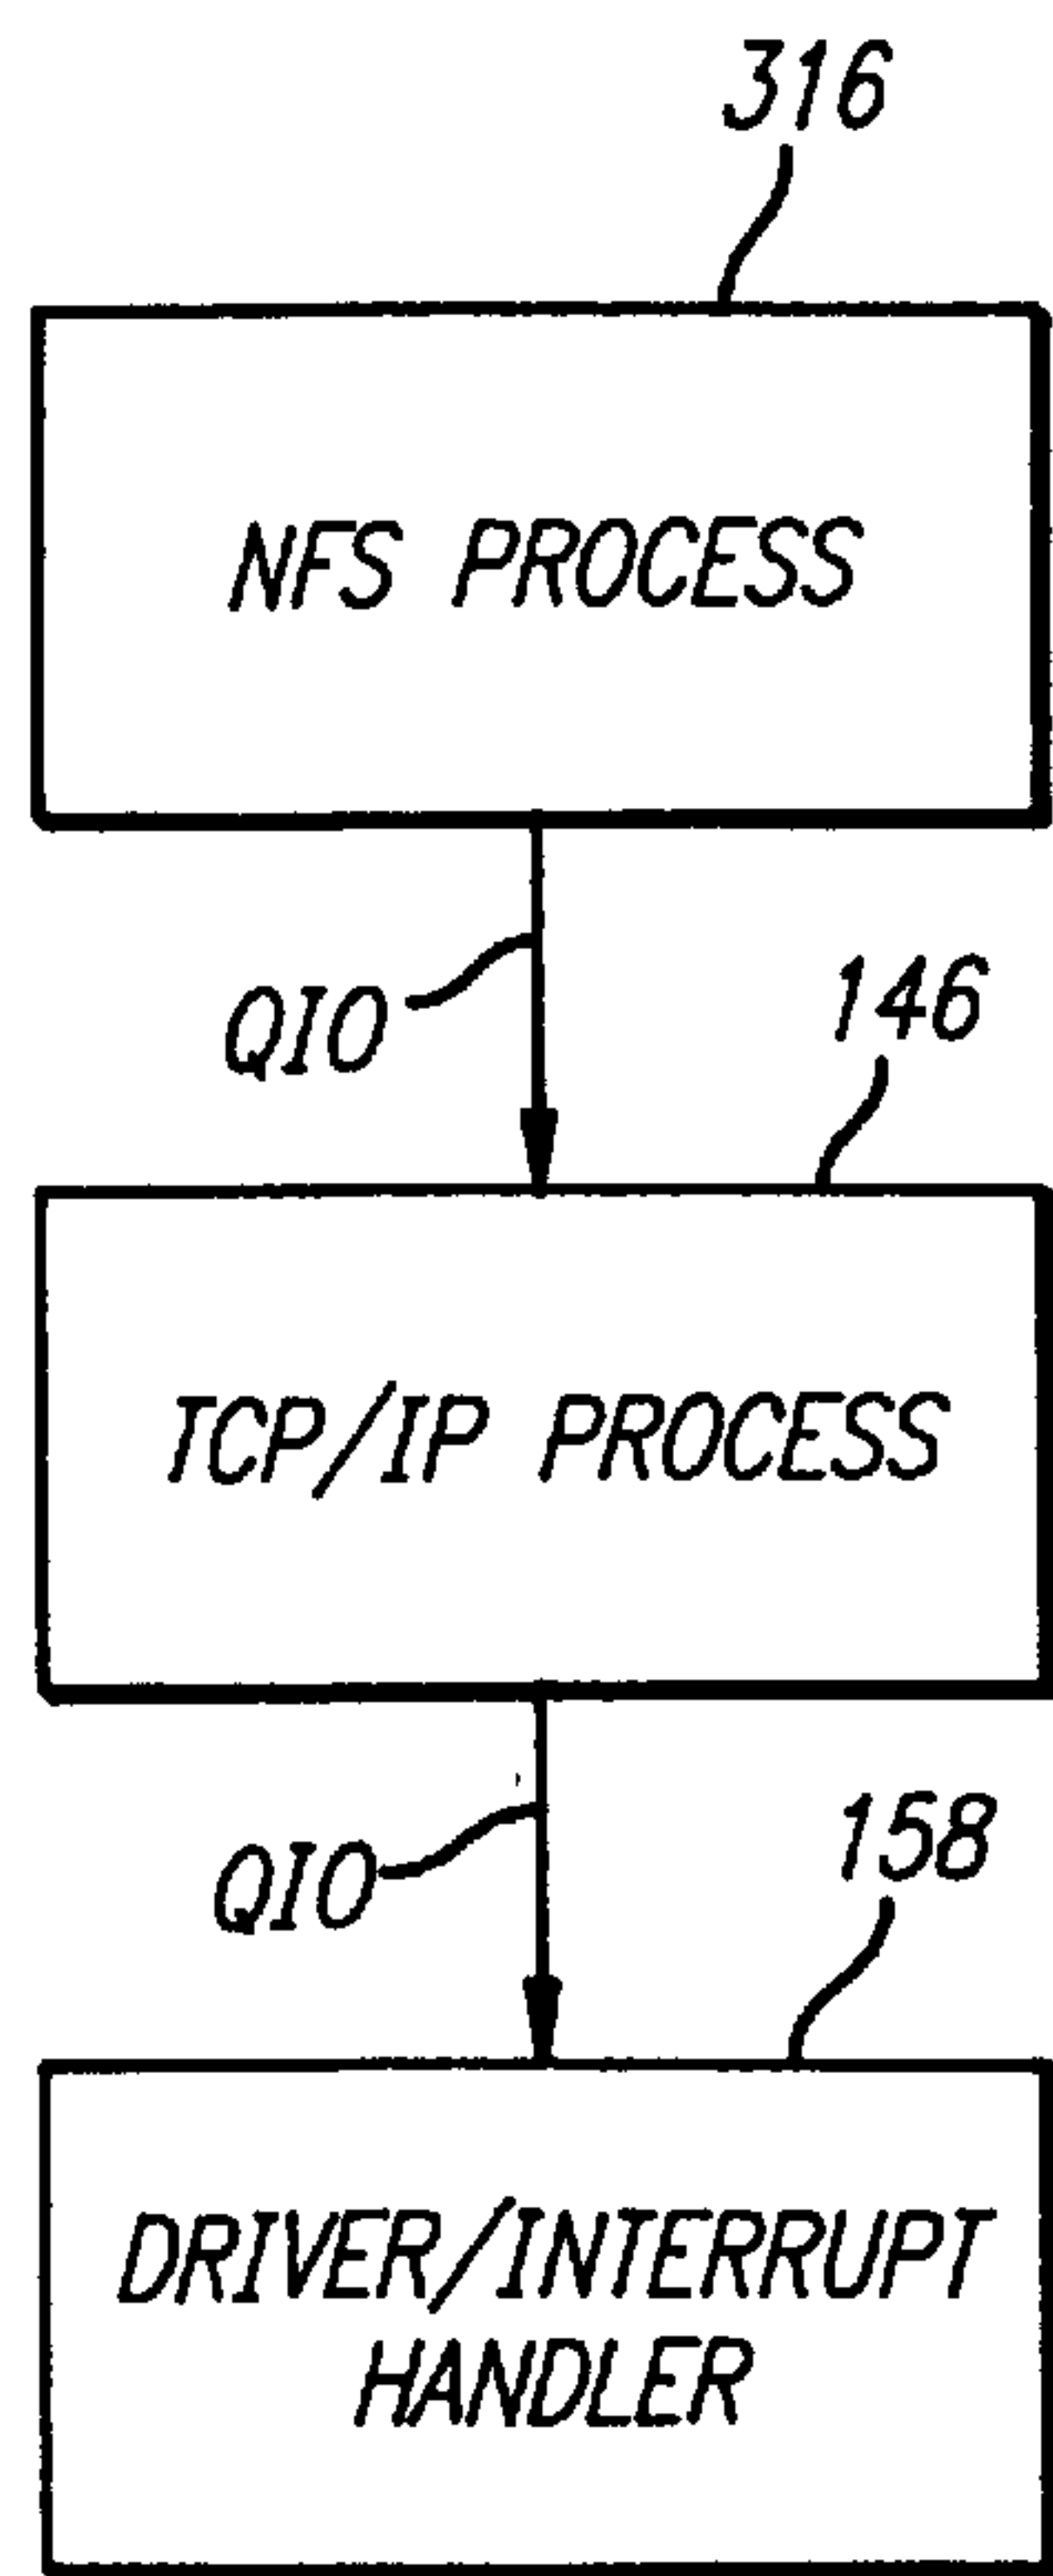 316
NFS PROCESS
QIO
146
TCP/IP PROCESS
QIO
158
DRIVER/INTERRUPT
HANDLER